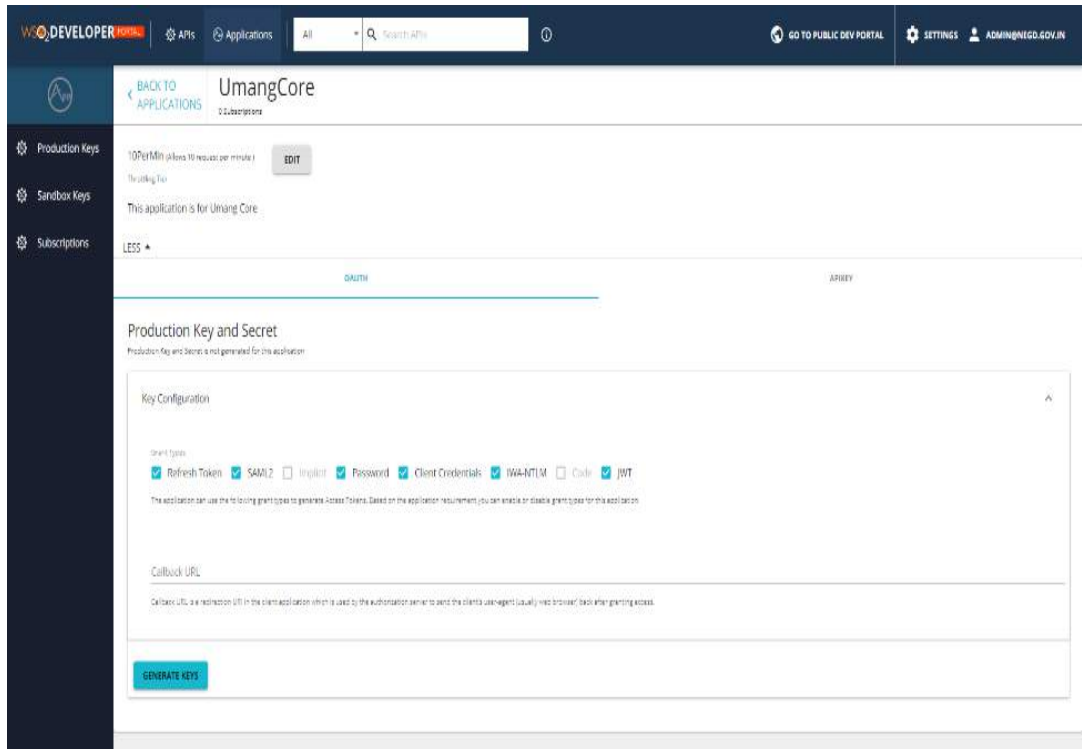 WSO2 DEVELOPER PORTAL
APIs
Applications
All
Search APIs
GO TO PUBLIC DEV PORTAL
SETTINGS
ADMIN@NEGD.GOV.IN
App
BACK TO APPLICATIONS
UmangCore
0 Subscriptions
Production Keys
Sandbox Keys
Subscriptions
10PerMin (Allows 10 request per minute )
EDIT
Throttling Tier
This application is for Umang Core
LESS
OAUTH
APIKEY
Production Key and Secret
Production Key and Secret is not generated for this application
Key Configuration
Grant Types
Refresh Token SAML2 Implicit Password Client Credentials IWA-NTLM Code JWT
The application can use the following grant types to generate Access Tokens. Based on the application requirement, you can enable or disable grant types for this application.
Callback URL
Callback URL is a redirection URI in the client application which is used by the authorization server to send the client's user-agent (usually web browser) back after granting access.
GENERATE KEYS